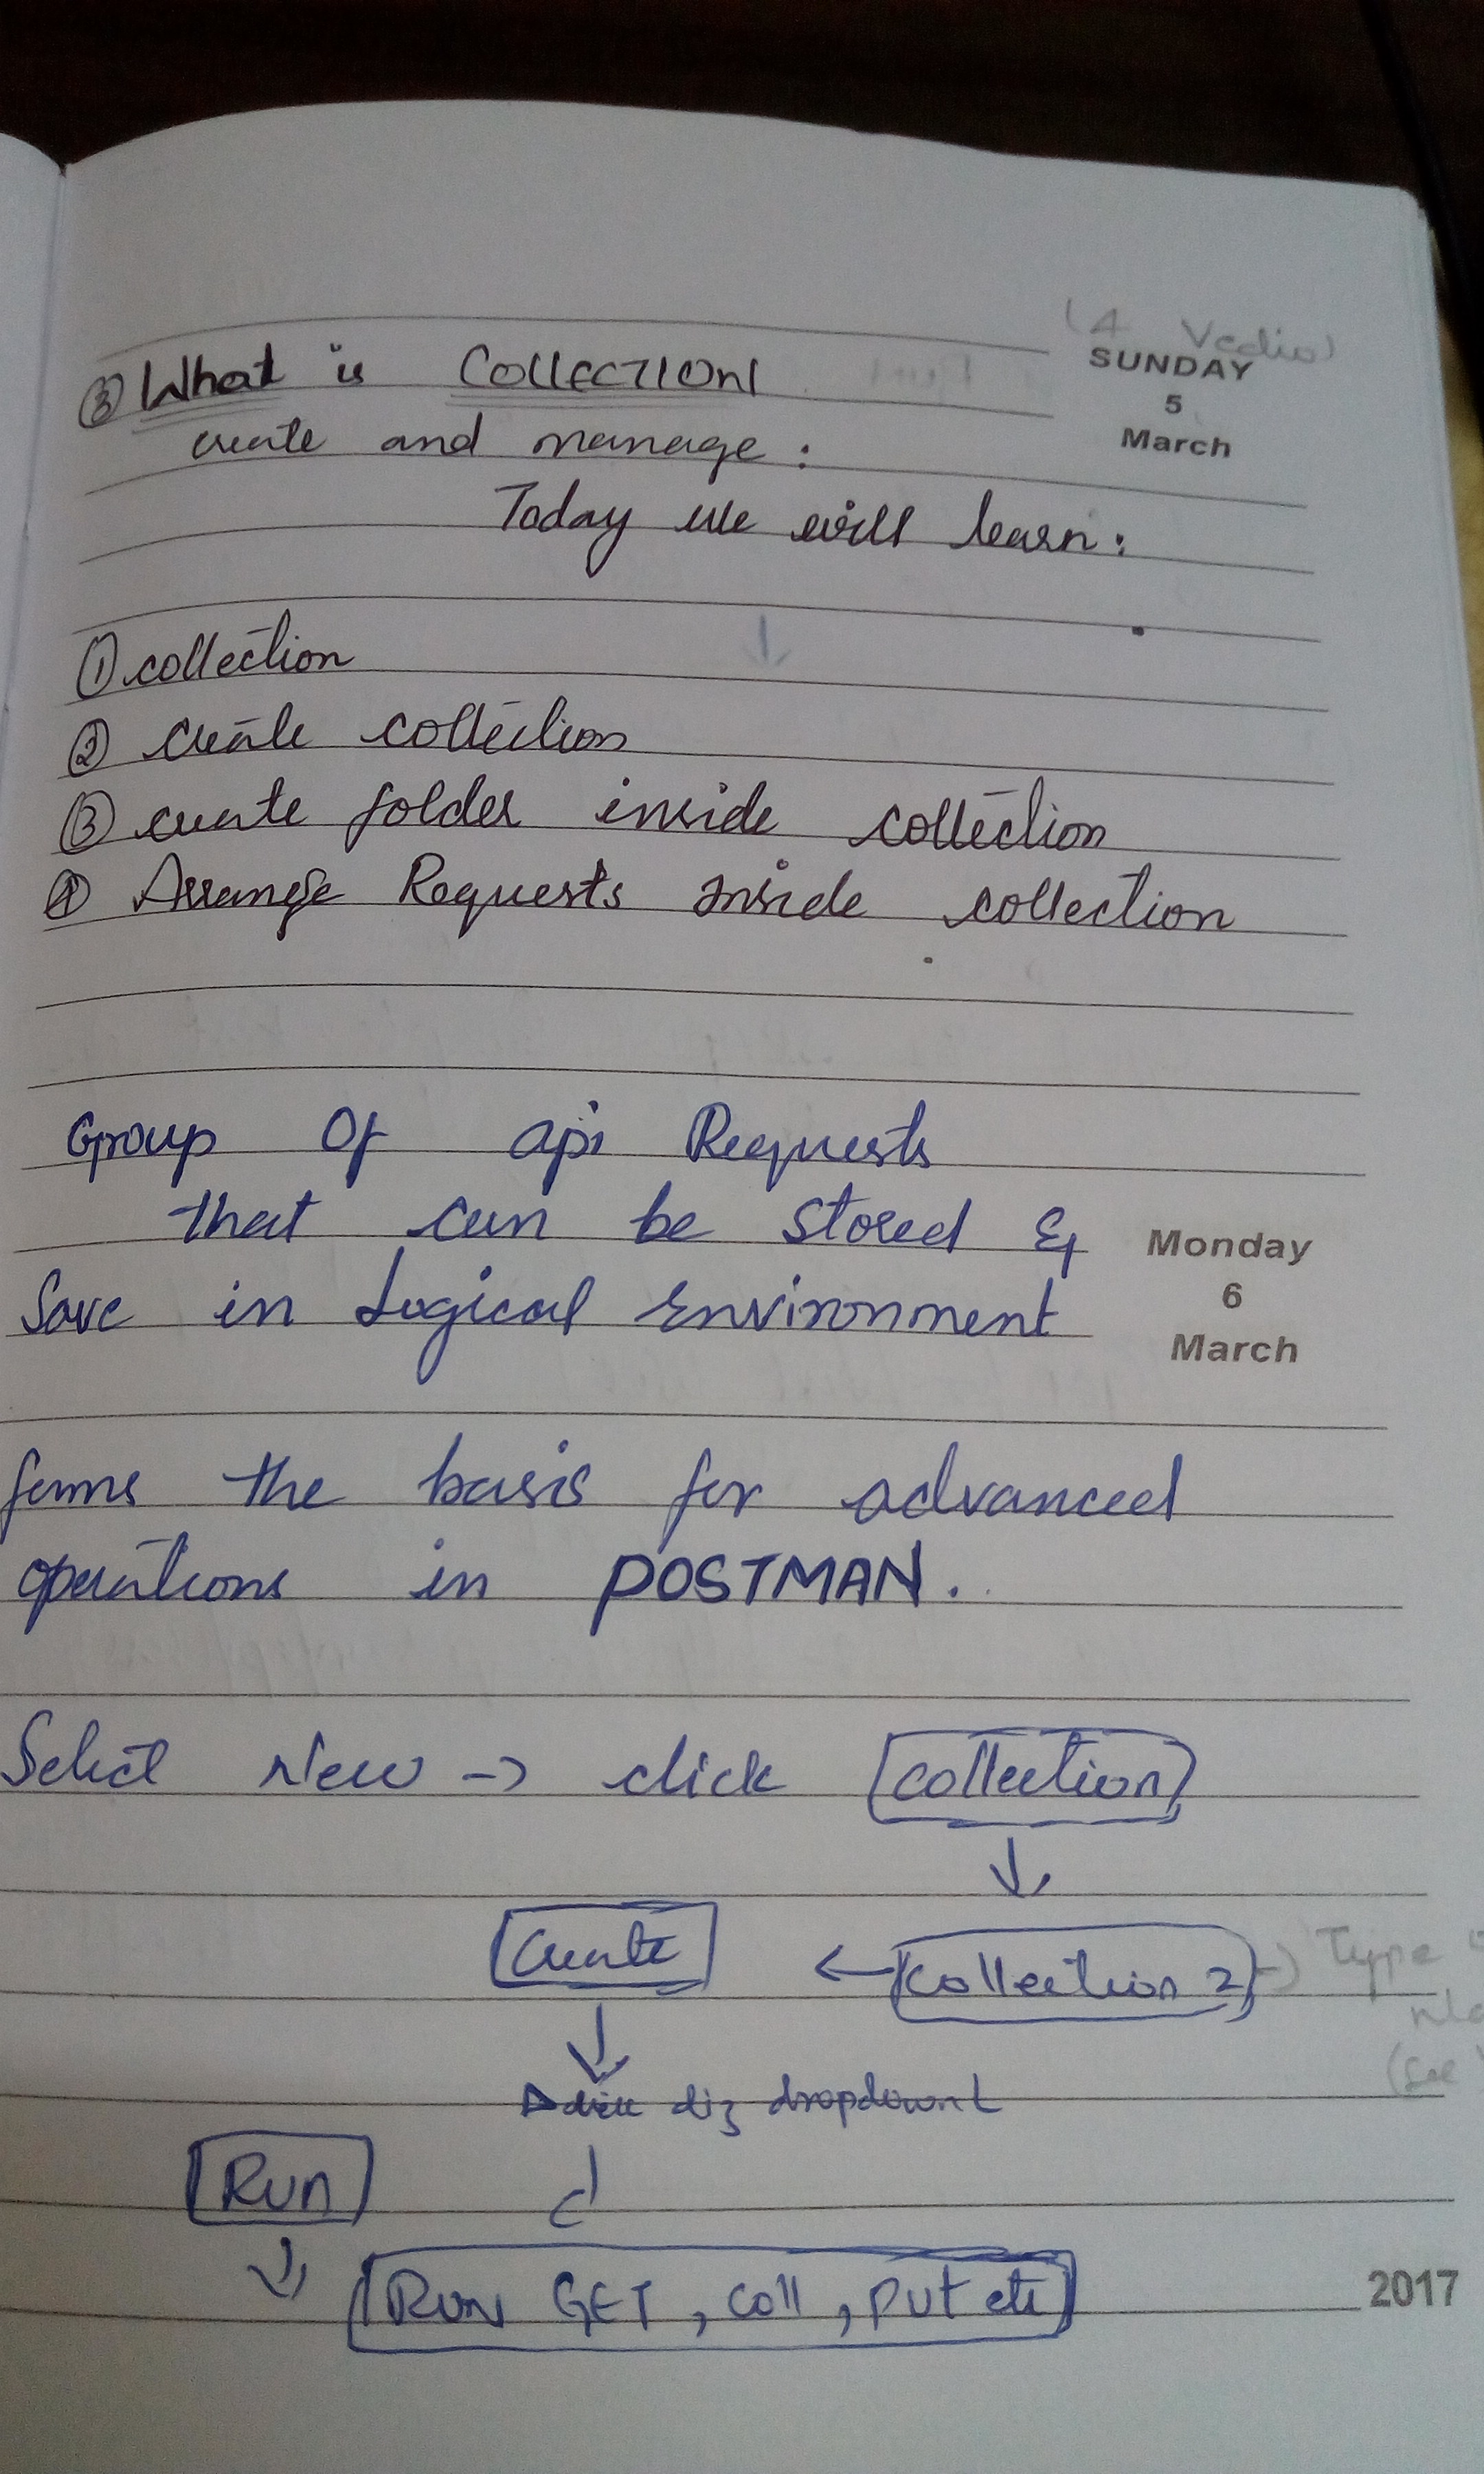 (4 Vedio)
③ What is COLLECTION
SUNDAY
5
March
create and manage :
Today we will learn :
① collection
② create collection
③ create folder inside collection
④ Arrange Requests inside collection
Group Of api Requests
that can be stored &
Save in Logical Environment
Monday
6
March
forms the basis for advanced
operations in POSTMAN.
Select New -> click collection
Create ← collection 2 -> Type
(See
dropdown
Run
RUN GET, coll, PUT etc
2017